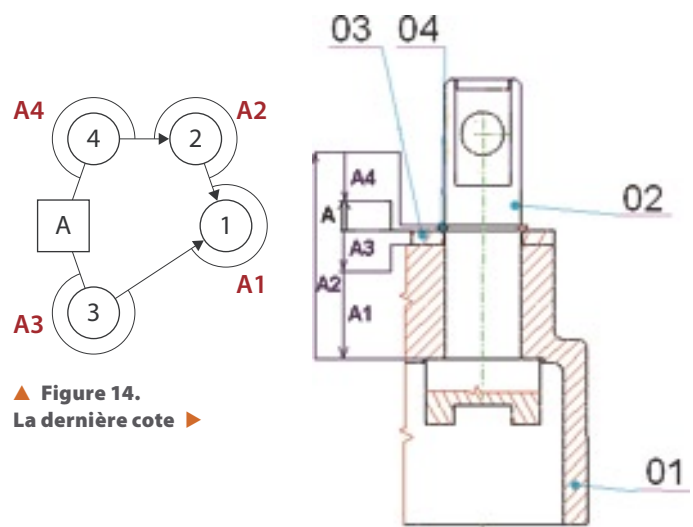 03 04
A4 A2
4 2
A 1
A3 3 A1
A4
A
A3
A2
A1
02
01
▲ Figure 14.
La dernière cote ▶